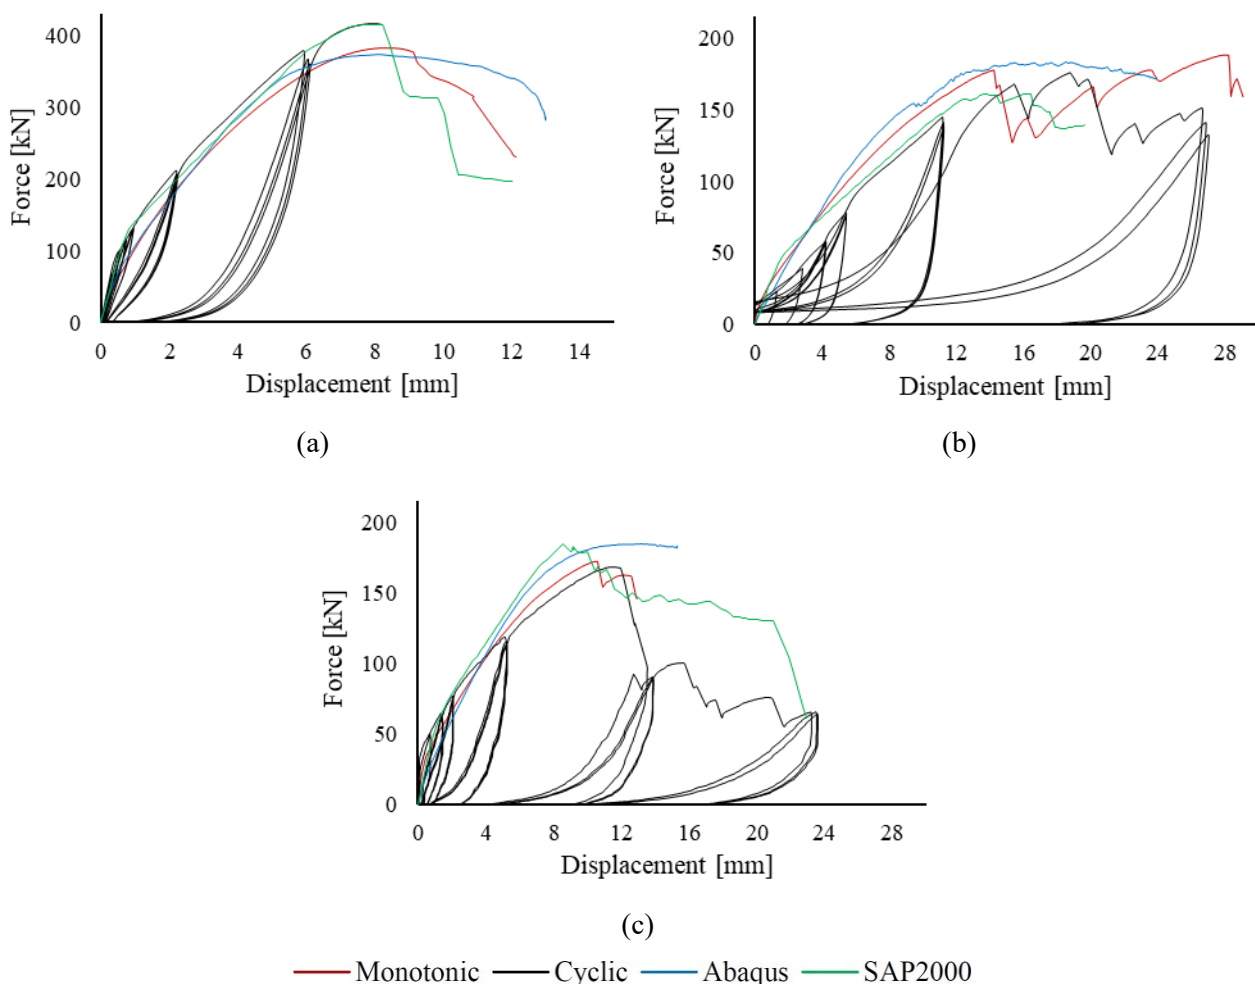 400
300
200
100
0
Force [kN]
0 2 4 6 8 10 12 14
Displacement [mm]
(a)
200
150
100
50
0
Force [kN]
0 4 8 12 16 20 24 28
Displacement [mm]
(b)
200
150
100
50
0
Force [kN]
0 4 8 12 16 20 24 28
Displacement [mm]
(c)
Monotonic Cyclic Abaqus SAP2000